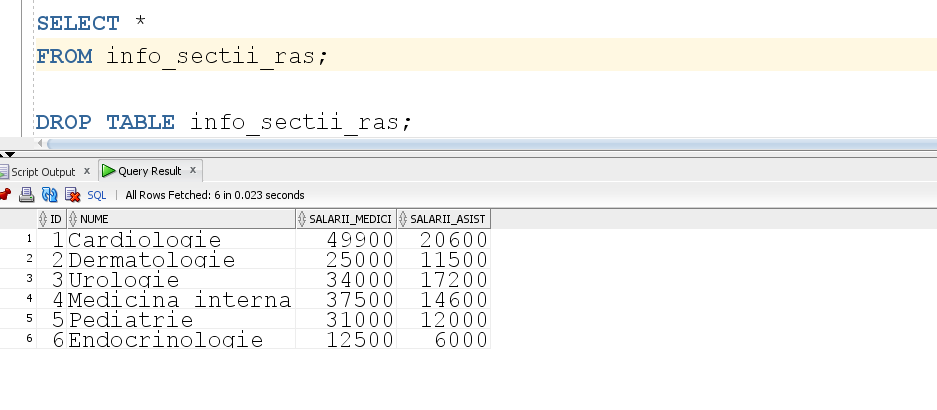 SELECT *
FROM info_sectii_ras;
DROP TABLE info_sectii_ras;
Script Output x Query Result x
SQL | All Rows Fetched: 6 in 0.023 seconds
ID NUME SALARII_MEDICI SALARII_ASIST
1 1 Cardiologie 49900 20600
2 2 Dermatologie 25000 11500
3 3 Urologie 34000 17200
4 4 Medicina interna 37500 14600
5 5 Pediatrie 31000 12000
6 6 Endocrinologie 12500 6000